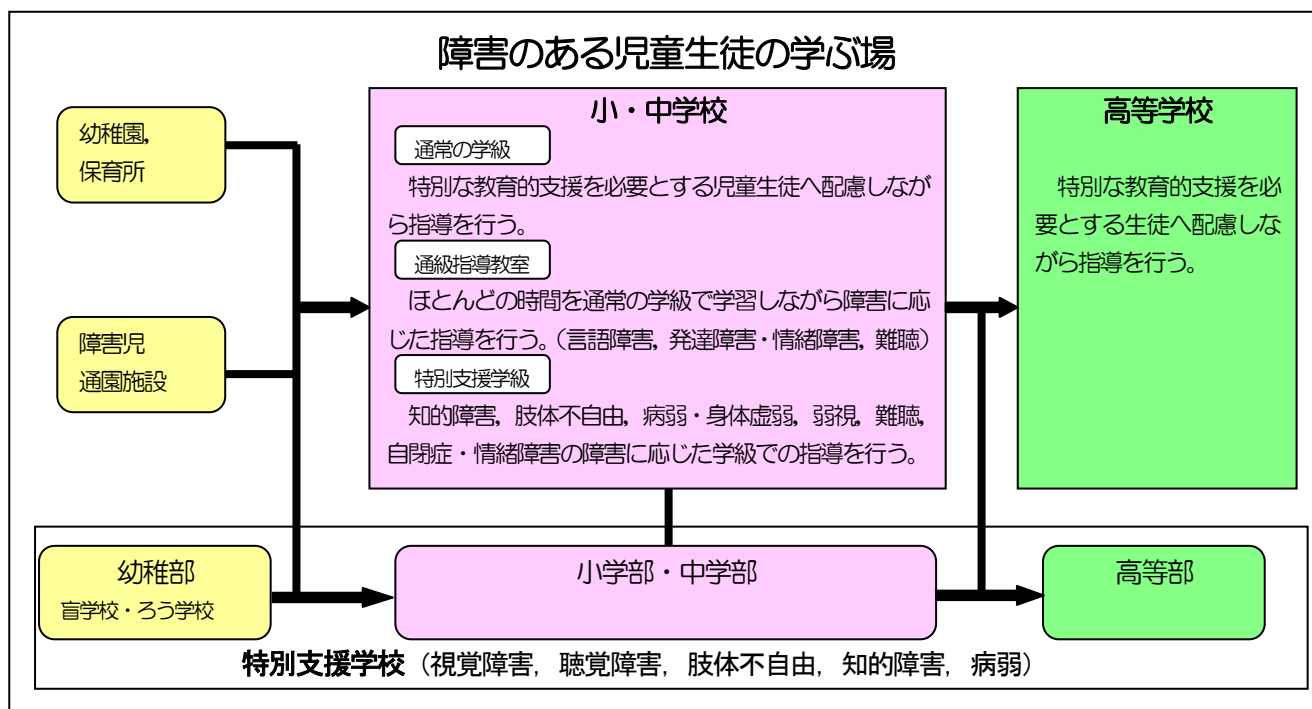 障害のある児童生徒の学ぶ場
幼稚園,
保育所
障害児
通園施設
小・中学校
通常の学級
特別な教育的支援を必要とする児童生徒へ配慮しなが
ら指導を行う。
通級指導教室
ほとんどの時間を通常の学級で学習しながら障害に応
じた指導を行う。（言語障害, 発達障害・情緒障害, 難聴）
特別支援学級
知的障害, 肢体不自由, 病弱・身体虚弱, 弱視, 難聴,
自閉症・情緒障害の障害に応じた学級での指導を行う。
高等学校
特別な教育的支援を必
要とする生徒へ配慮しな
がら指導を行う。
幼稚部
盲学校・ろう学校
小学部・中学部
高等部
特別支援学校（視覚障害, 聴覚障害, 肢体不自由, 知的障害, 病弱）